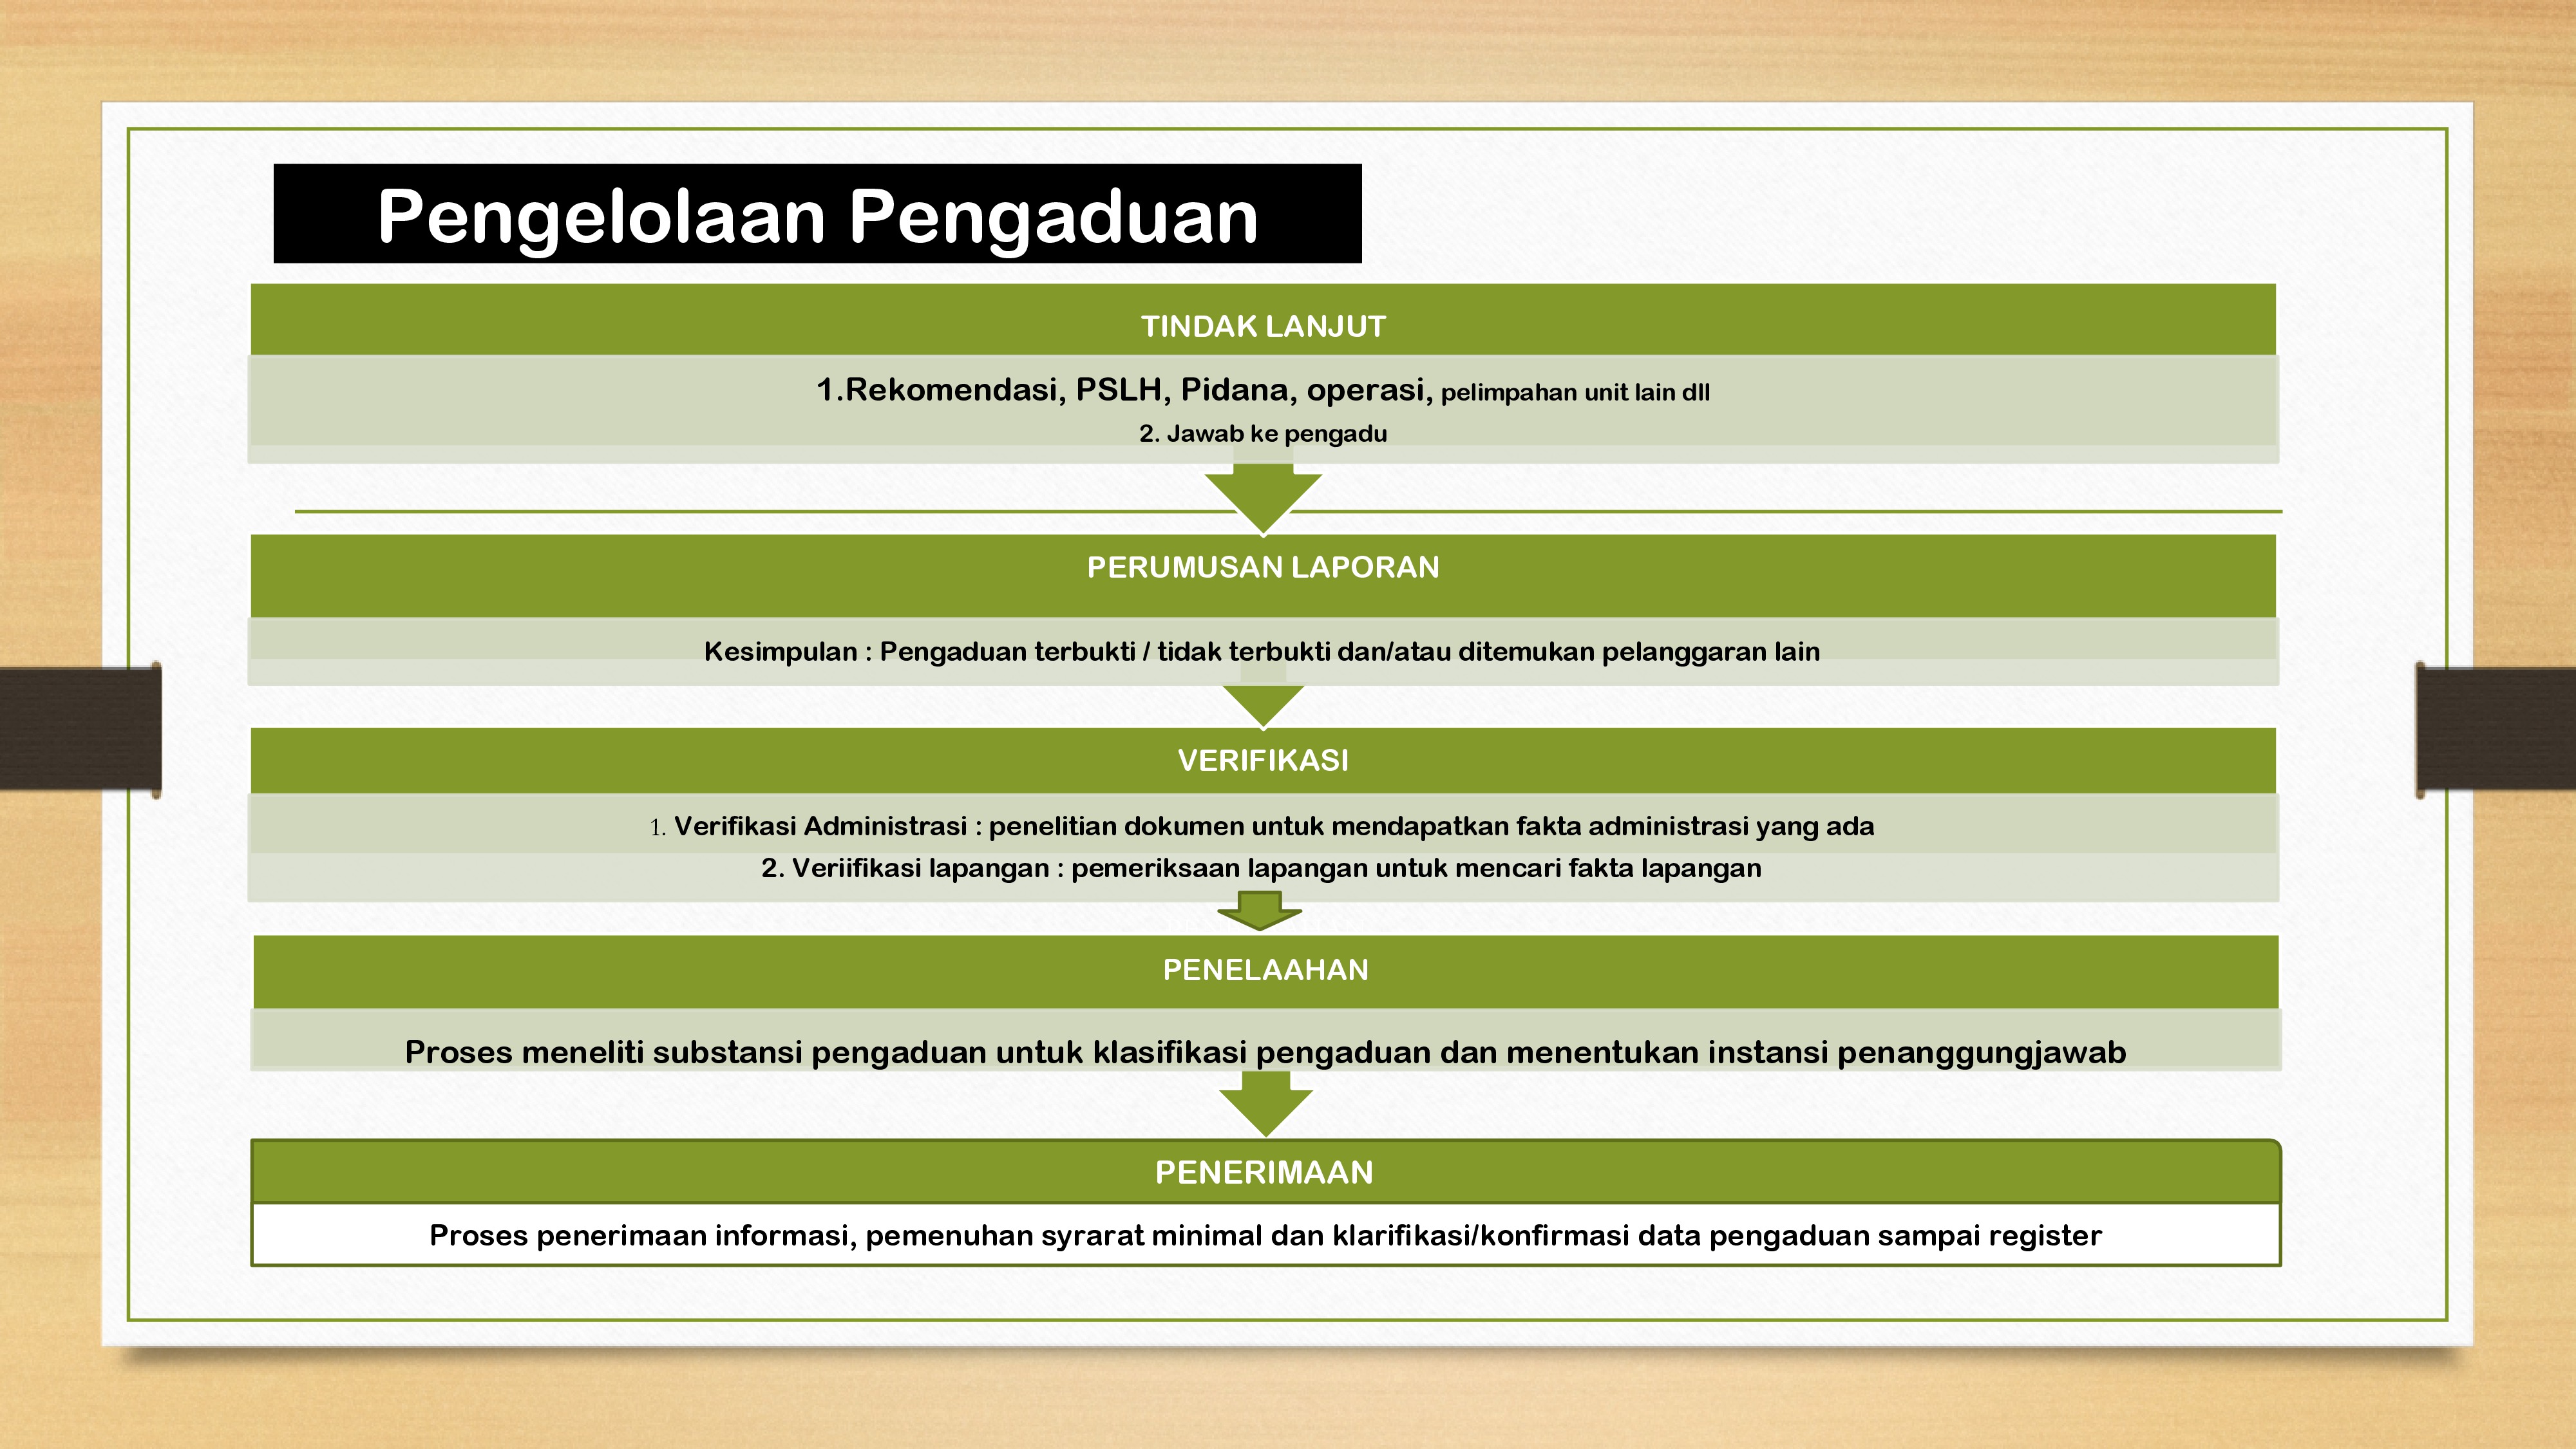 Pengelolaan Pengaduan
TINDAK LANJUT
1.Rekomendasi, PSLH, Pidana, operasi, pelimpahan unit lain dll
2. Jawab ke pengadu
PERUMUSAN LAPORAN
Kesimpulan : Pengaduan terbukti / tidak terbukti dan/atau ditemukan pelanggaran lain
VERIFIKASI
1. Verifikasi Administrasi : penelitian dokumen untuk mendapatkan fakta administrasi yang ada
2. Veriifikasi lapangan : pemeriksaan lapangan untuk mencari fakta lapangan
PENELAAHAN
Proses meneliti substansi pengaduan untuk klasifikasi pengaduan dan menentukan instansi penanggungjawab
PENERIMAAN
Proses penerimaan informasi, pemenuhan syrarat minimal dan klarifikasi/konfirmasi data pengaduan sampai register